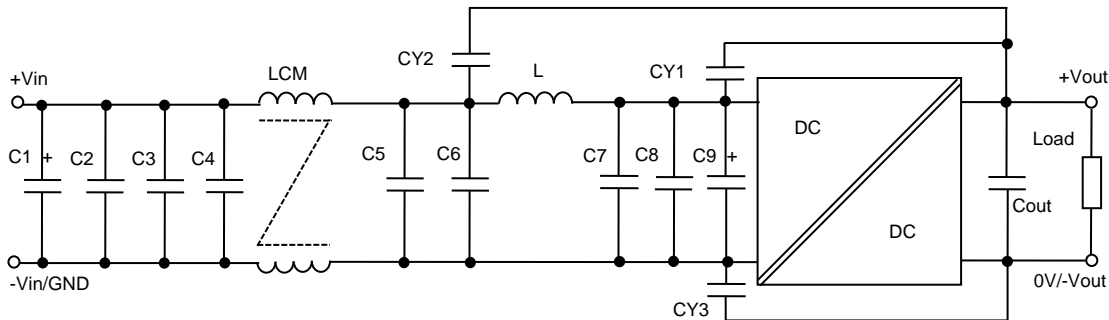 CY2
L
CY1
+Vin
LCM
+Vout
DC
Load
C1
+
C2
C3
C4
C5
C6
C7
C8
C9
+
Cout
DC
-Vin/GND
CY3
0V/-Vout